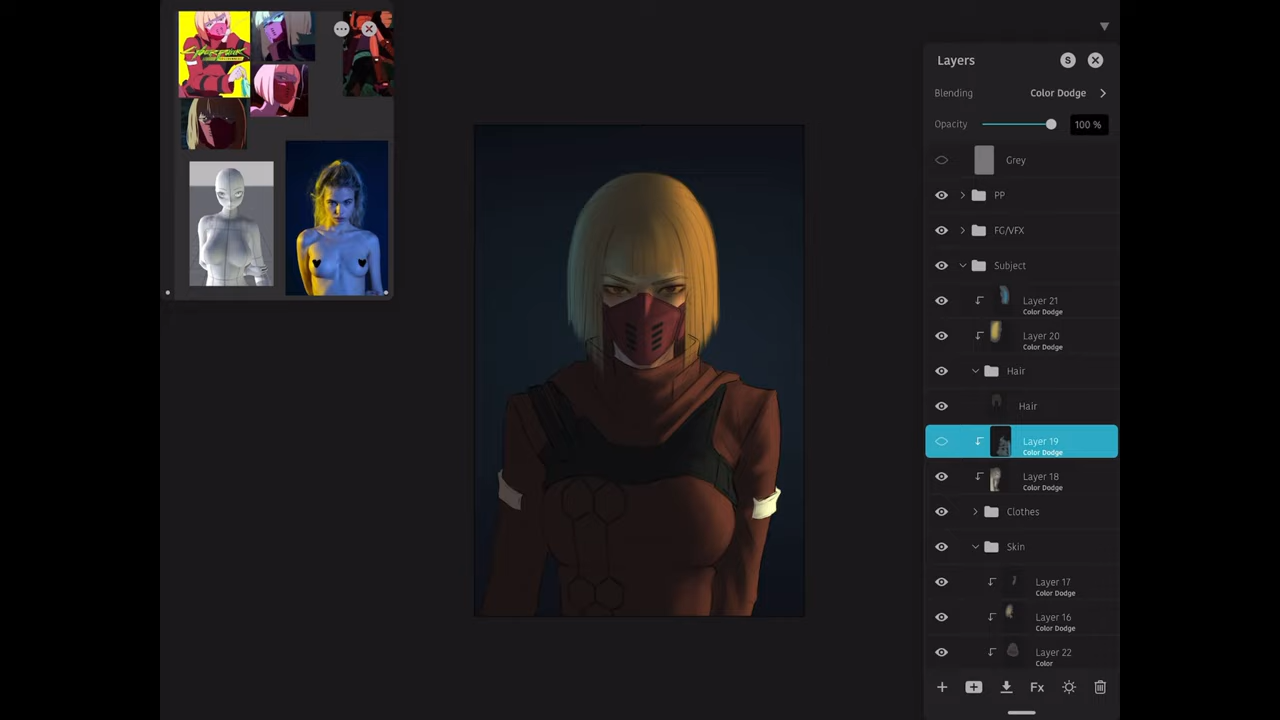 CYBERPUNK
Layers
S
Blending
Color Dodge
Opacity
100 %
Grey
PP
FG/VFX
Subject
Layer 21
Color Dodge
Layer 20
Color Dodge
Hair
Hair
Layer 19
Color Dodge
Layer 18
Color Dodge
Clothes
Skin
Layer 17
Color Dodge
Layer 16
Color Dodge
Layer 22
Color
Fx